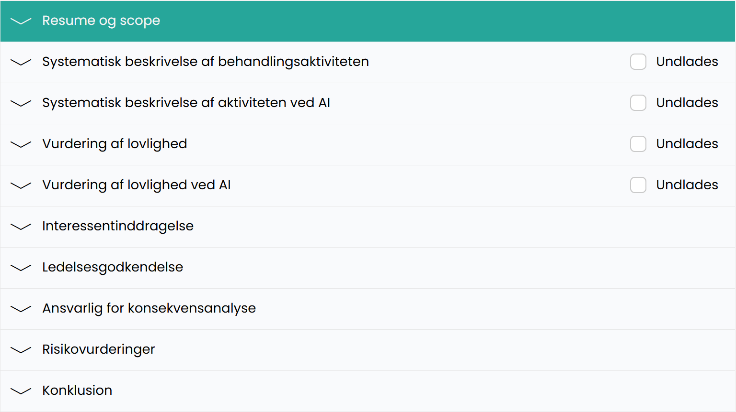 Resume og scope
Systematisk beskrivelse af behandlingsaktiviteten Undlades
Systematisk beskrivelse af aktiviteten ved AI Undlades
Vurdering af lovlighed Undlades
Vurdering af lovlighed ved AI Undlades
Interessentinddragelse
Ledelsesgodkendelse
Ansvarlig for konsekvensanalyse
Risikovurderinger
Konklusion